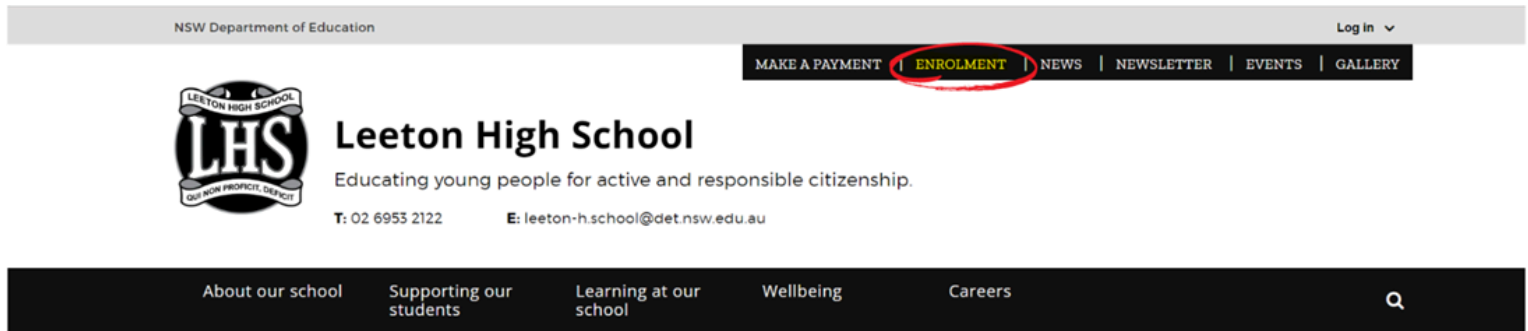 NSW Department of Education
Log in
MAKE A PAYMENT | ENROLMENT | NEWS | NEWSLETTER | EVENTS | GALLERY
LEETON HIGH SCHOOL
LHS
QUI NON PROFICIT, DEFICIT
Leeton High School
Educating young people for active and responsible citizenship.
T: 02 6953 2122 E: leeton-h.school@det.nsw.edu.au
About our school Supporting our students Learning at our school Wellbeing Careers